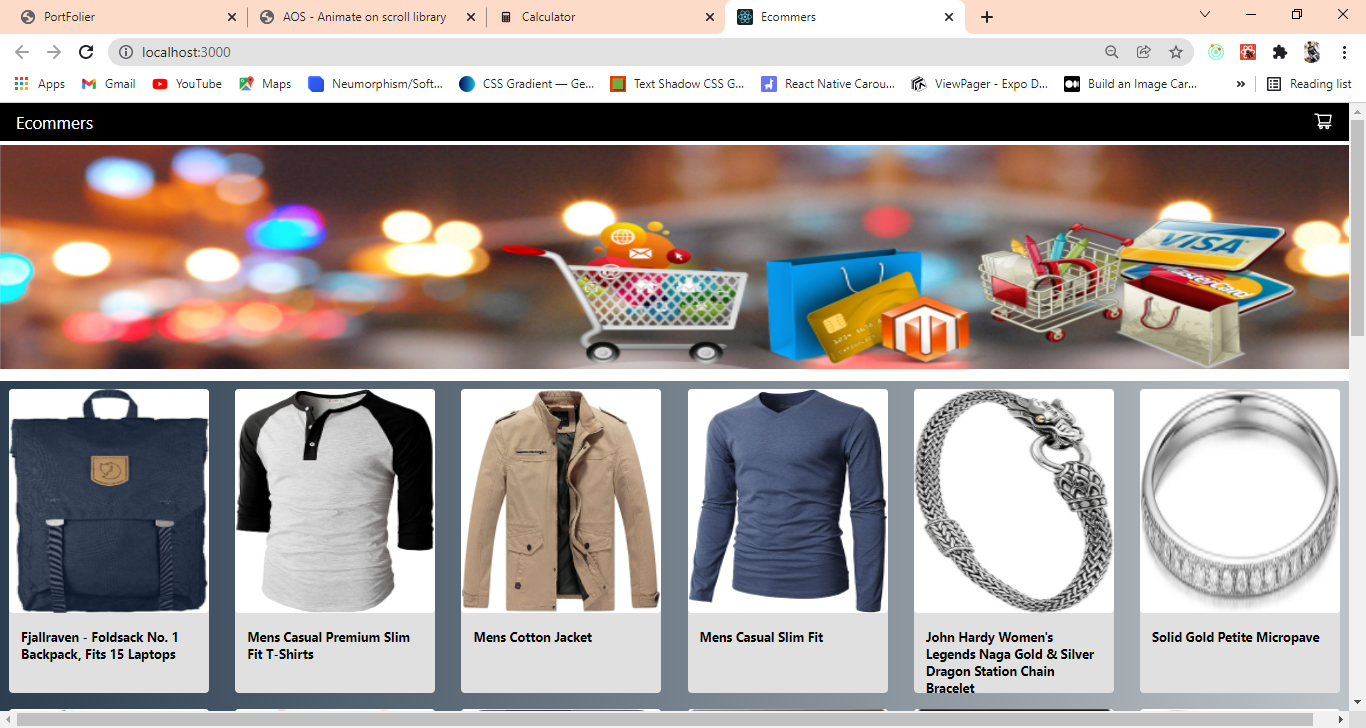 PortFolier
AOS - Animate on scroll library
Calculator
Ecommers
localhost:3000
Apps
Gmail
YouTube
Maps
Neumorphism/Soft...
CSS Gradient — Ge...
Text Shadow CSS G...
React Native Carou...
ViewPager - Expo D...
Build an Image Car...
»
Reading list
Ecommers
VISA
MasterCard
Fjallraven - Foldsack No. 1
Backpack, Fits 15 Laptops
Mens Casual Premium Slim
Fit T-Shirts
Mens Cotton Jacket
Mens Casual Slim Fit
John Hardy Women's
Legends Naga Gold & Silver
Dragon Station Chain
Bracelet
Solid Gold Petite Micropave